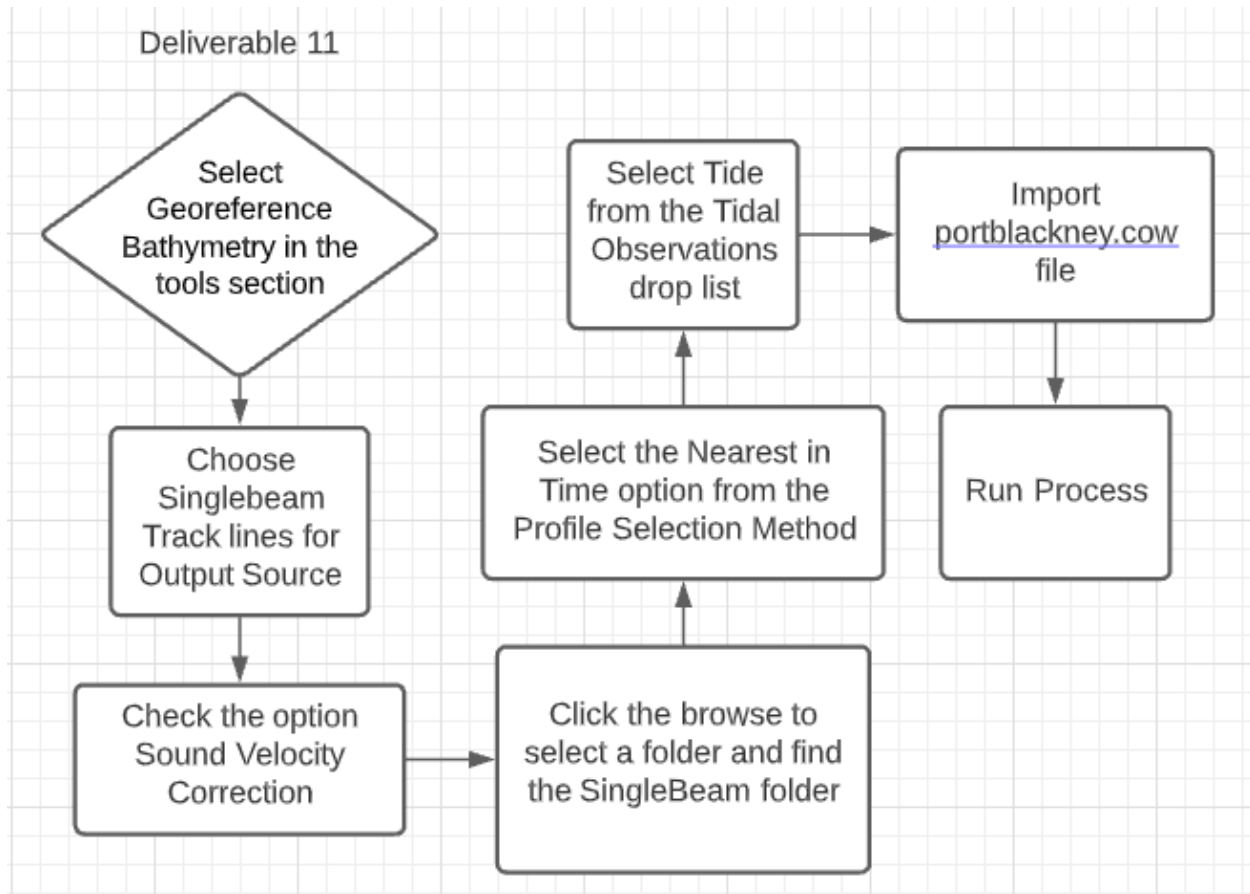 Deliverable 11
Select
Georeference
Bathymetry in the
tools section
Choose
Singlebeam
Track lines for
Output Source
Check the option
Sound Velocity
Correction
Click the browse to
select a folder and find
the SingleBeam folder
Select the Nearest in
Time option from the
Profile Selection Method
Select Tide
from the Tidal
Observations
drop list
Import
portblackney.cow
file
Run Process